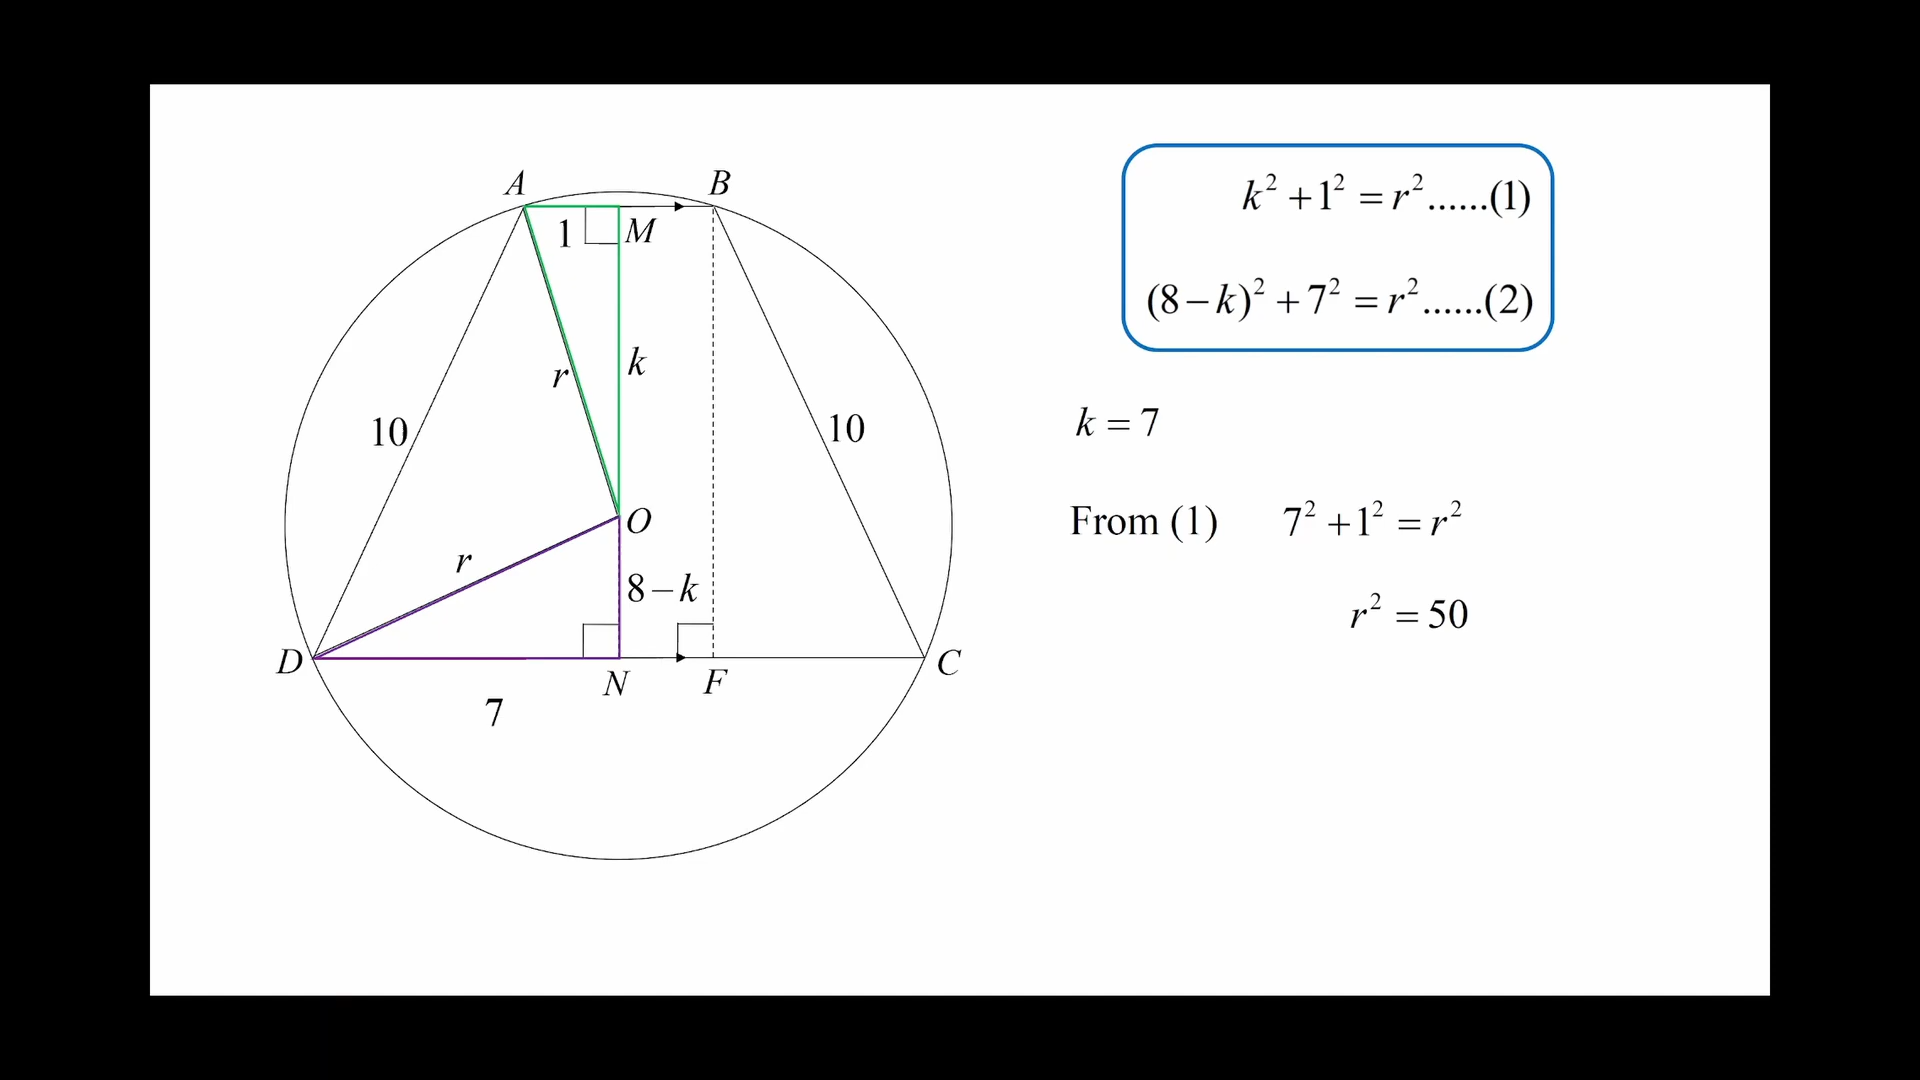 A
B
k² + 1² = r² ......(1)
1
M
(8 − k)² + 7² = r² ......(2)
r
k
10
10
k = 7
O
From (1) 7² + 1² = r²
r
8 − k
r² = 50
D
N
F
C
7